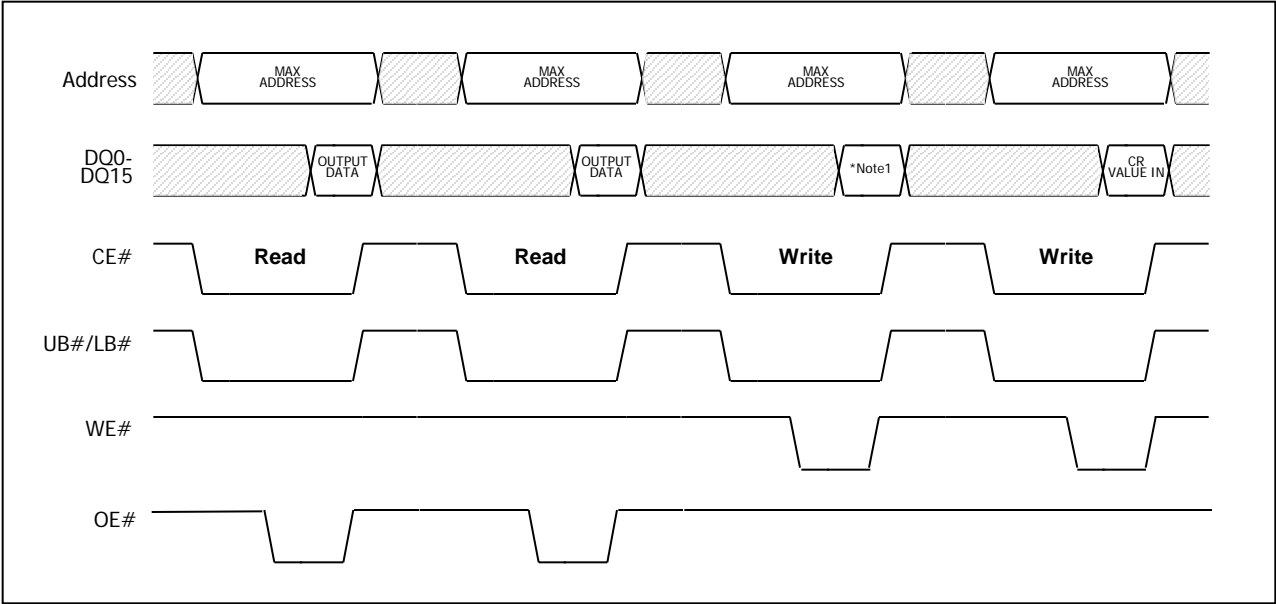 Address
MAX
ADDRESS
MAX
ADDRESS
MAX
ADDRESS
MAX
ADDRESS
DQ0-
DQ15
OUTPUT
DATA
OUTPUT
DATA
*Note1
CR
VALUE IN
CE#
Read
Read
Write
Write
UB#/LB#
WE#
OE#